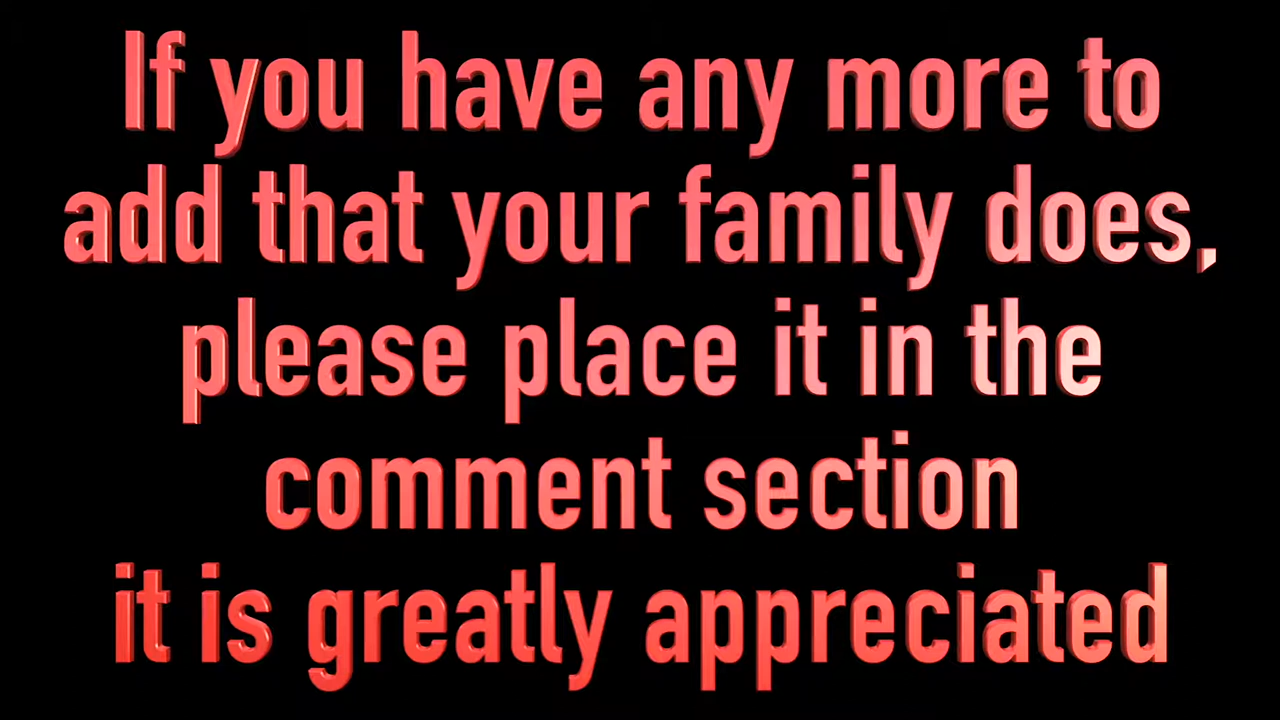 If you have any more to
add that your family does,
please place it in the
comment section
it is greatly appreciated